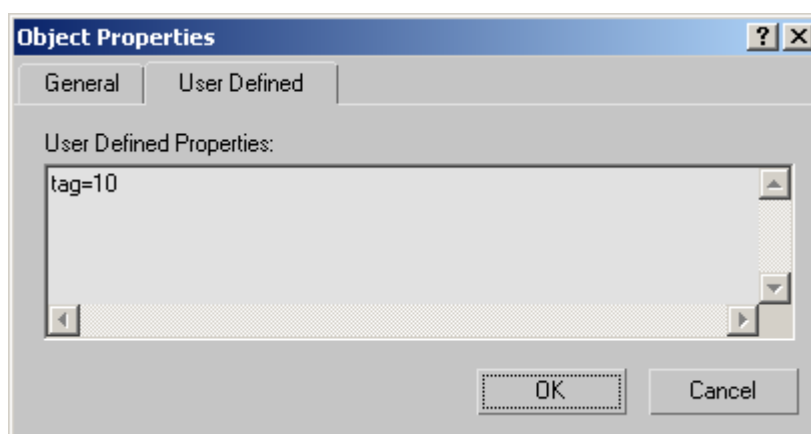 Object Properties
General User Defined
User Defined Properties:
tag=10
OK Cancel